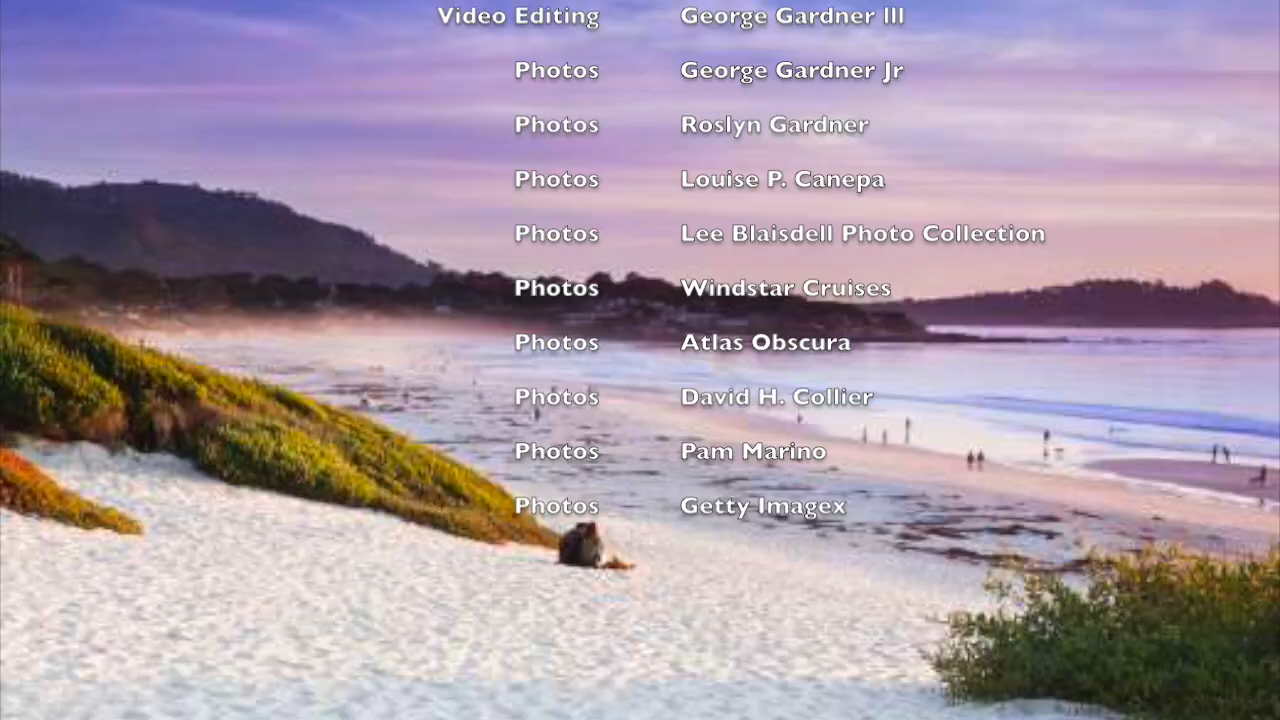 Video Editing George Gardner III
Photos George Gardner Jr
Photos Roslyn Gardner
Photos Louise P. Canepa
Photos Lee Blaisdell Photo Collection
Photos Windstar Cruises
Photos Atlas Obscura
Photos David H. Collier
Photos Pam Marino
Photos Getty Imagex